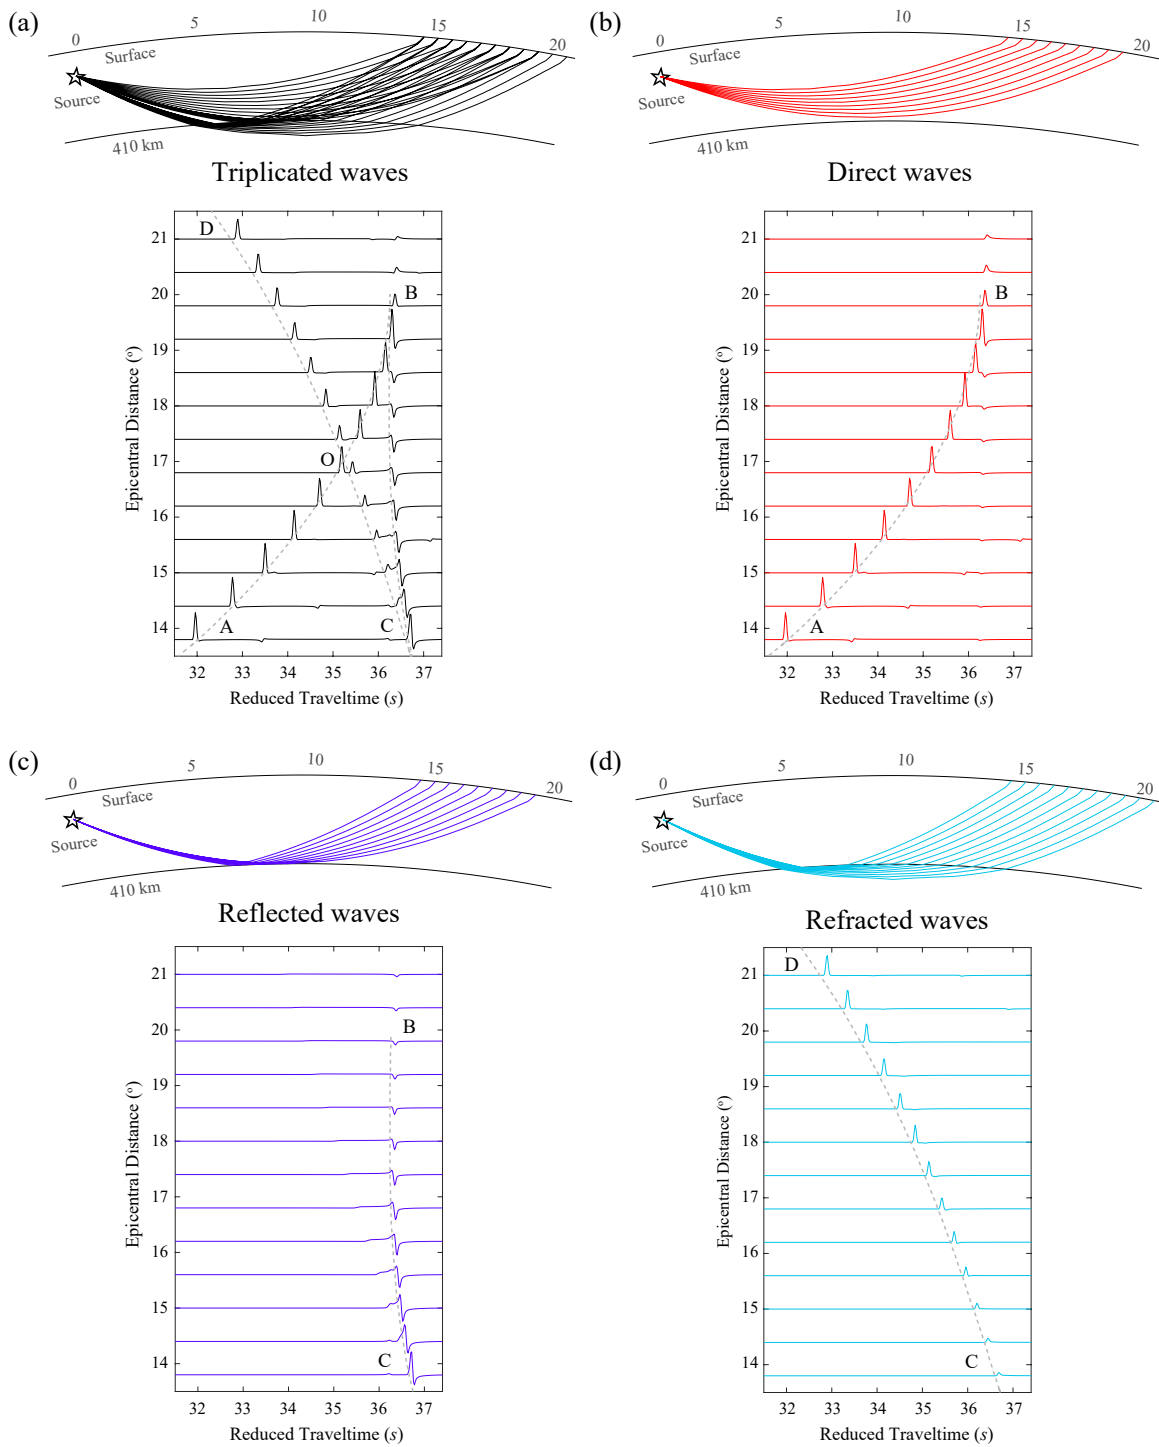 (a)
0 5 10 15 20
Surface
Source
410 km
Triplicated waves
D
B
O
A
C
21
20
19
18
17
16
15
14
Epicentral Distance (°)
32 33 34 35 36 37
Reduced Traveltime (s)
(b)
0 5 10 15 20
Surface
Source
410 km
Direct waves
B
A
21
20
19
18
17
16
15
14
Epicentral Distance (°)
32 33 34 35 36 37
Reduced Traveltime (s)
(c)
0 5 10 15 20
Surface
Source
410 km
Reflected waves
B
C
21
20
19
18
17
16
15
14
Epicentral Distance (°)
32 33 34 35 36 37
Reduced Traveltime (s)
(d)
0 5 10 15 20
Surface
Source
410 km
Refracted waves
D
C
21
20
19
18
17
16
15
14
Epicentral Distance (°)
32 33 34 35 36 37
Reduced Traveltime (s)